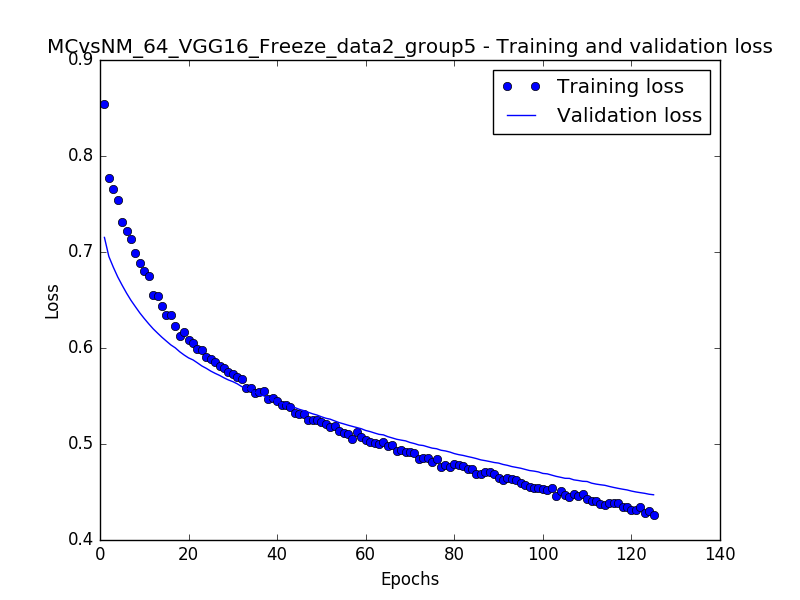 MCvsNM_64_VGG16_Freeze_data2_group5 - Training and validation loss
0.9
Training loss
Validation loss
0.8
0.7
0.6
Loss
0.5
0.4
0 20 40 60 80 100 120 140
Epochs